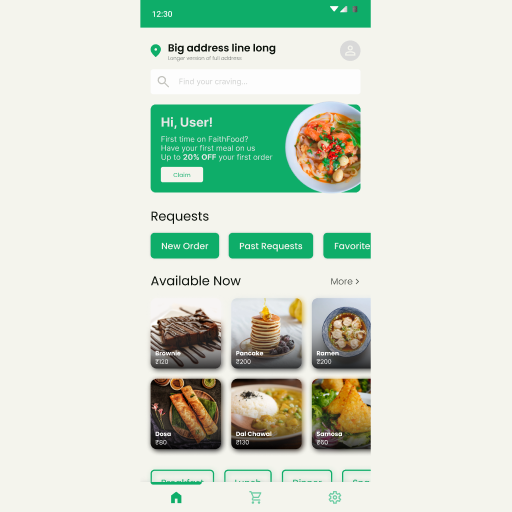 12:30
Big address line long
Longer version of full address
Find your craving...
Hi, User!
First time on FaithFood?
Have your first meal on us
Up to 20% OFF your first order
Claim
Requests
New Order
Past Requests
Favorite
Available Now
More >
Brownie
₹120
Pancake
₹200
Ramen
₹200
Dosa
₹80
Dal Chawal
₹130
Samosa
₹60
Breakfast
Lunch
Dinner